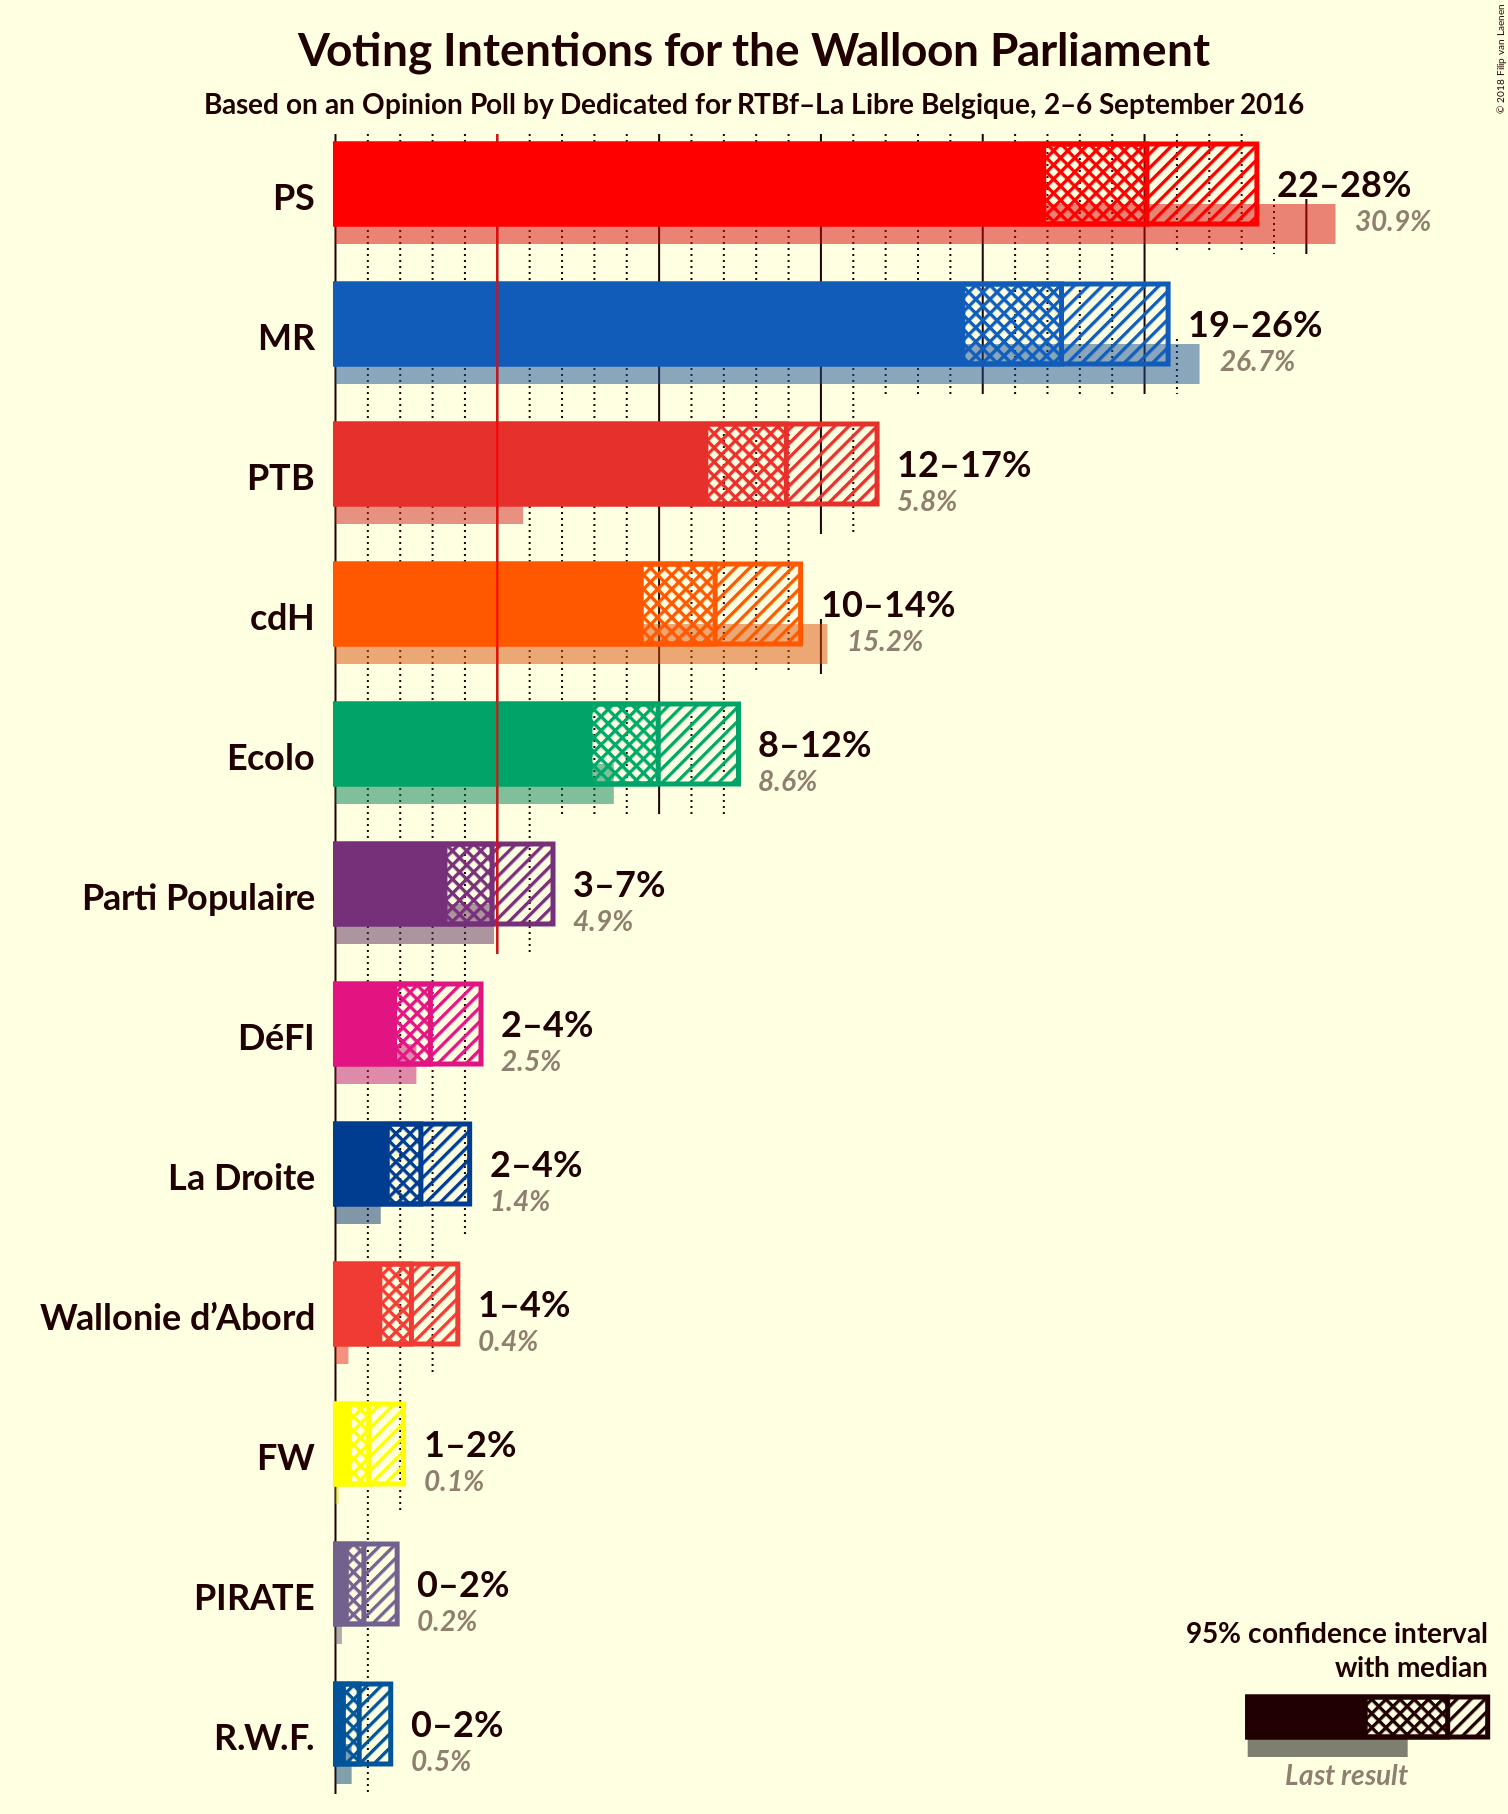 Voting Intentions for the Walloon Parliament
Based on an Opinion Poll by Dedicated for RTBf–La Libre Belgique, 2–6 September 2016
© 2018 Filip van Laenen
PS
22–28%
30.9%
MR
19–26%
26.7%
PTB
12–17%
5.8%
cdH
10–14%
15.2%
Ecolo
8–12%
8.6%
Parti Populaire
3–7%
4.9%
DéFI
2–4%
2.5%
La Droite
2–4%
1.4%
Wallonie d’Abord
1–4%
0.4%
FW
1–2%
0.1%
PIRATE
0–2%
0.2%
R.W.F.
0–2%
0.5%
95% confidence interval
with median
Last result